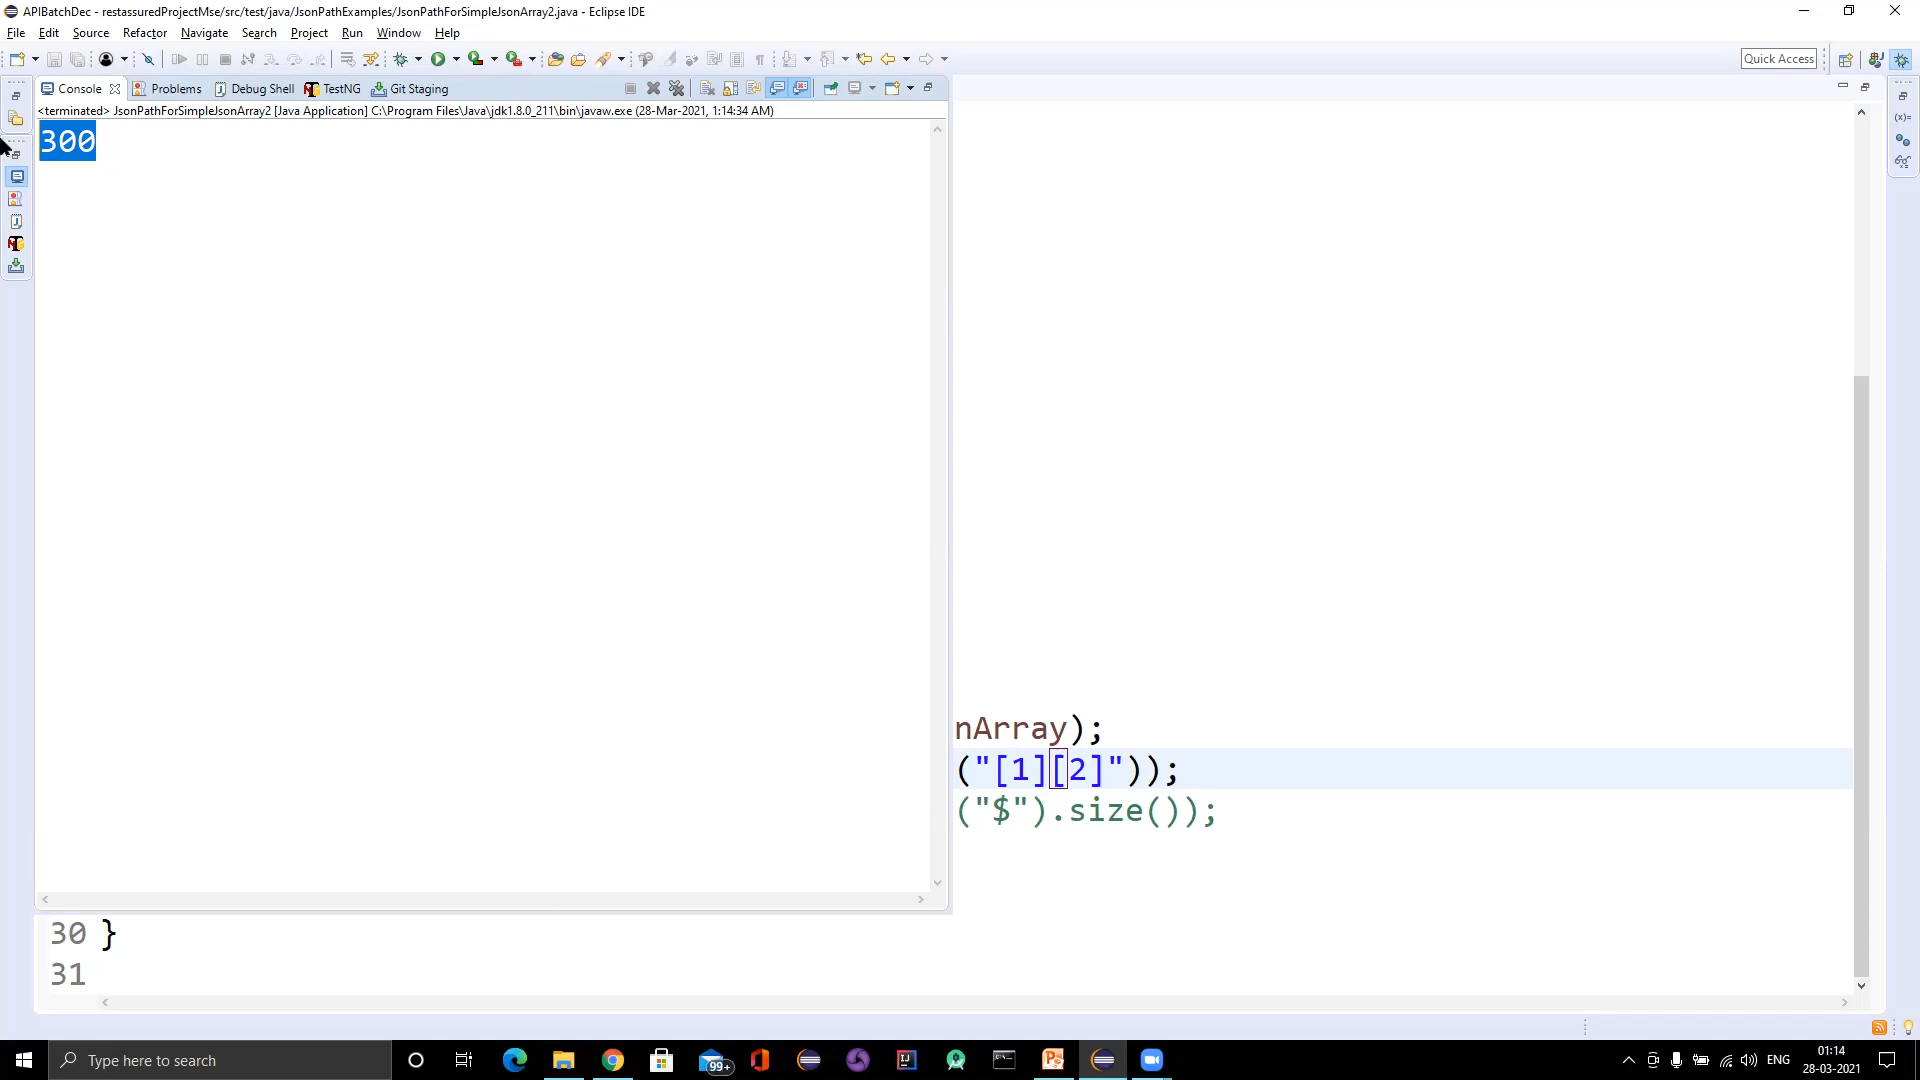 APIBatchDec - restassuredProjectMse/src/test/java/JsonPathExamples/JsonPathForSimpleJsonArray2.java - Eclipse IDE
File Edit Source Refactor Navigate Search Project Run Window Help
Quick Access
Console Problems Debug Shell TestNG Git Staging
<terminated> JsonPathForSimpleJsonArray2 [Java Application] C:\Program Files\Java\jdk1.8.0_211\bin\javaw.exe (28-Mar-2021, 1:14:34 AM)
300
nArray);
("[1][2]"));
("$").size());
30 }
31
Type here to search
99+
ENG
01:14
28-03-2021